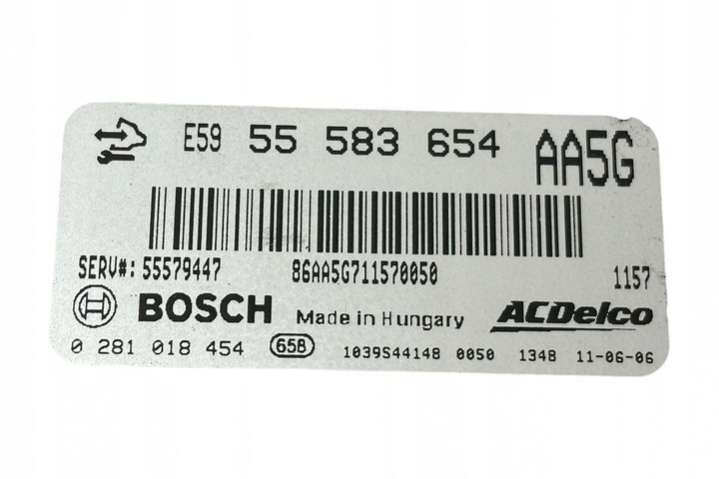 E59 55 583 654 AA5G
SERV#: 55579447 86AA5G711570050 1157
BOSCH Made in Hungary ACDelco
0 281 018 454 658 1039S44148 0050 1348 11-06-06